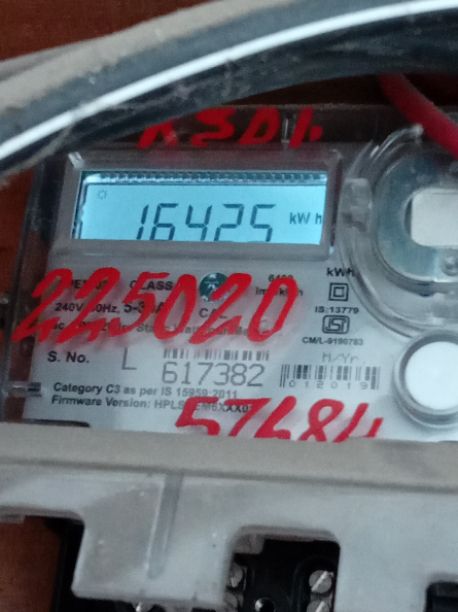 16425 kWh
225020
CLASS
6400
kWh
240V
IS:13779
CM/L-9190783
S. No. L 617382
M/Yr.
012019
Category C3 as per IS 15959:2011
Firmware Version:
57684